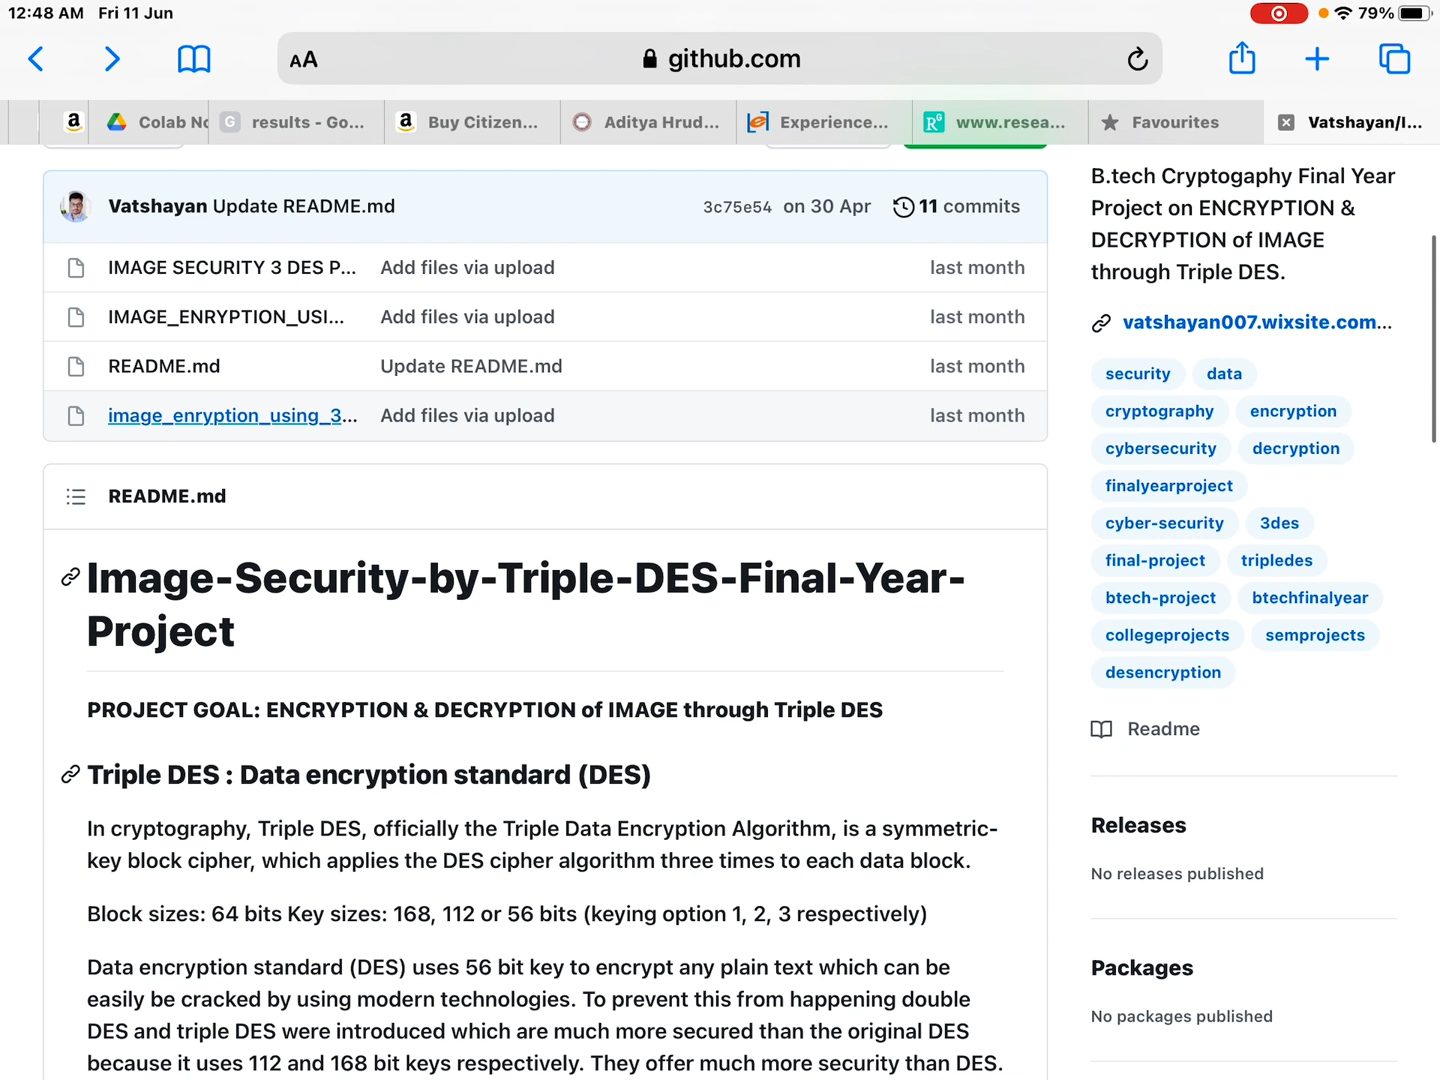 12:48 AM Fri 11 Jun
79%
AA
github.com
a
Colab No
G results - Go...
a Buy Citizen...
Aditya Hrud...
Experience...
www.resea...
Favourites
Vatshayan/I...
Vatshayan Update README.md
3c75e54 on 30 Apr
11 commits
IMAGE SECURITY 3 DES P... Add files via upload last month
IMAGE_ENRYPTION_USI... Add files via upload last month
README.md Update README.md last month
image_enryption_using_3... Add files via upload last month
README.md
Image-Security-by-Triple-DES-Final-Year-
Project
PROJECT GOAL: ENCRYPTION & DECRYPTION of IMAGE through Triple DES
Triple DES : Data encryption standard (DES)
In cryptography, Triple DES, officially the Triple Data Encryption Algorithm, is a symmetric-
key block cipher, which applies the DES cipher algorithm three times to each data block.
Block sizes: 64 bits Key sizes: 168, 112 or 56 bits (keying option 1, 2, 3 respectively)
Data encryption standard (DES) uses 56 bit key to encrypt any plain text which can be
easily be cracked by using modern technologies. To prevent this from happening double
DES and triple DES were introduced which are much more secured than the original DES
because it uses 112 and 168 bit keys respectively. They offer much more security than DES.
B.tech Cryptogaphy Final Year
Project on ENCRYPTION &
DECRYPTION of IMAGE
through Triple DES.
vatshayan007.wixsite.com...
security data
cryptography encryption
cybersecurity decryption
finalyearproject
cyber-security 3des
final-project tripledes
btech-project btechfinalyear
collegeprojects semprojects
desencryption
Readme
Releases
No releases published
Packages
No packages published